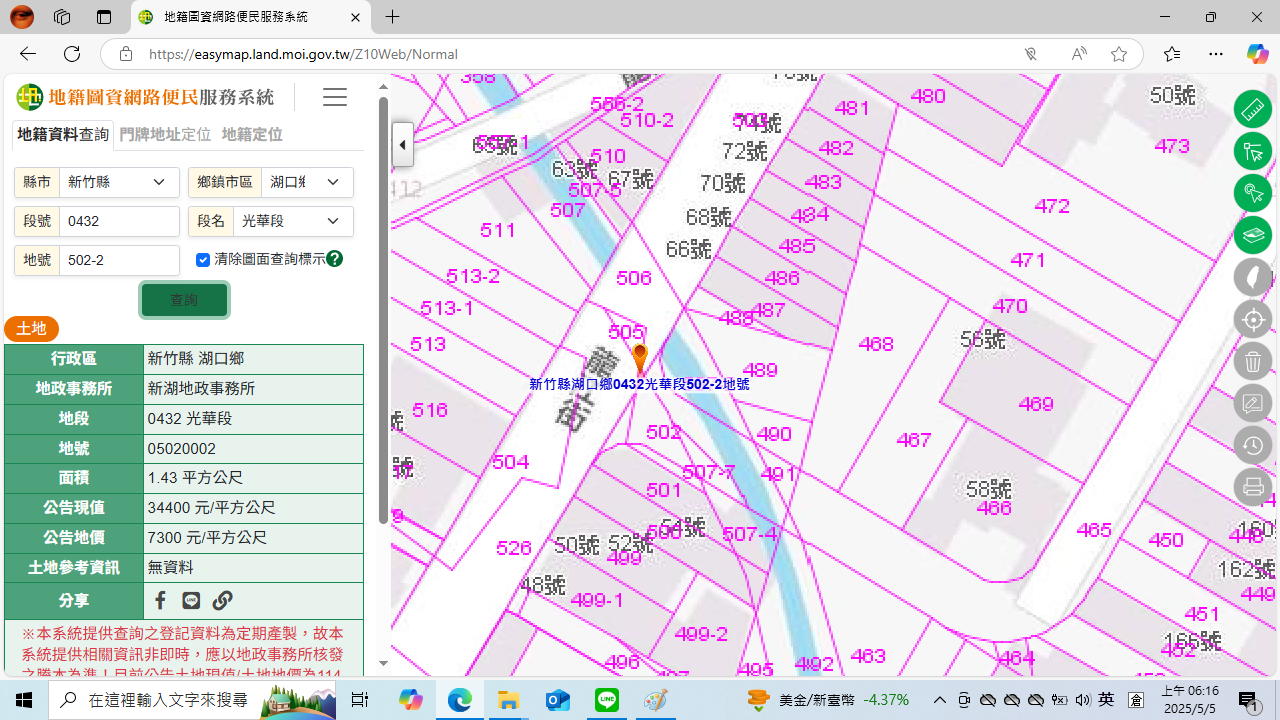 地籍圖資網路便民服務系統
https://easymap.land.moi.gov.tw/Z10Web/Normal
地籍圖資網路便民服務系統
地籍資料查詢 門牌地址定位 地籍定位
縣市 新竹縣 鄉鎮市區 湖口鄉
段號 0432 段名 光華段
地號 502-2 清除圖面查詢標示
查詢
土地
行政區 新竹縣 湖口鄉
地政事務所 新湖地政事務所
地段 0432 光華段
地號 05020002
面積 1.43 平方公尺
公告現值 34400 元/平方公尺
公告地價 7300 元/平方公尺
土地參考資訊 無資料
分享
※本系統提供查詢之登記資料為定期產製，故本
系統提供相關資訊非即時，應以地政事務所核發
之謄本為準！目前公告土地現值/土地地價為114
358
566-2
510-2
510
63號
67號
507
511
513-2
513-1
513
516
504
526
505
506
72號
70號
68號
66號
481
480
50號
473
482
483
484
485
486
487
488
489
490
491
472
471
470
56號
468
469
467
58號
466
465
新竹縣湖口鄉0432光華段502-2地號
502
507-7
501
507-4
500
54號
50號
52號
499
48號
499-1
499-2
496
495
492
463
464
450
162號
449
451
166號
452
在這裡輸入文字來搜尋
美金/新臺幣 -4.37%
英
上午 06:16
2025/5/5
1